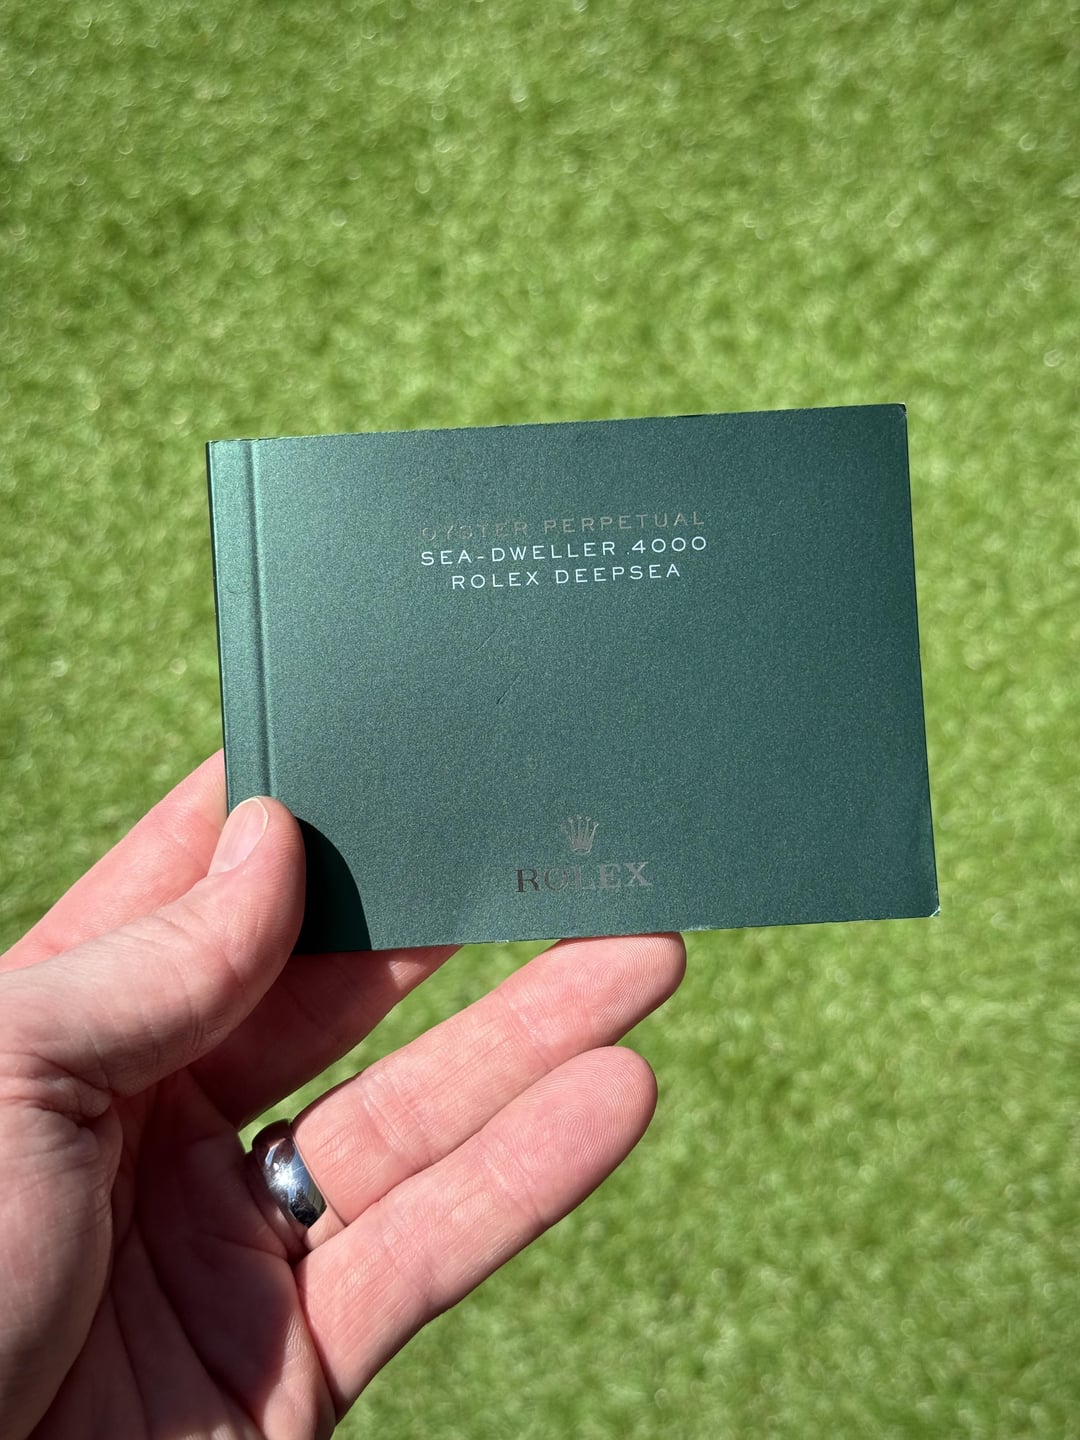 OYSTER PERPETUAL
SEA-DWELLER 4000
ROLEX DEEPSEA
ROLEX